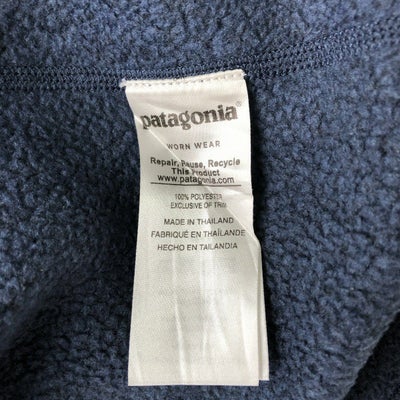 patagonia®
WORN WEAR
Repair, Reuse, Recycle
This Product
www.patagonia.com
100% POLYESTER
EXCLUSIVE OF TRIM
MADE IN THAILAND
FABRIQUÉ EN THAÏLANDE
HECHO EN TAILANDIA